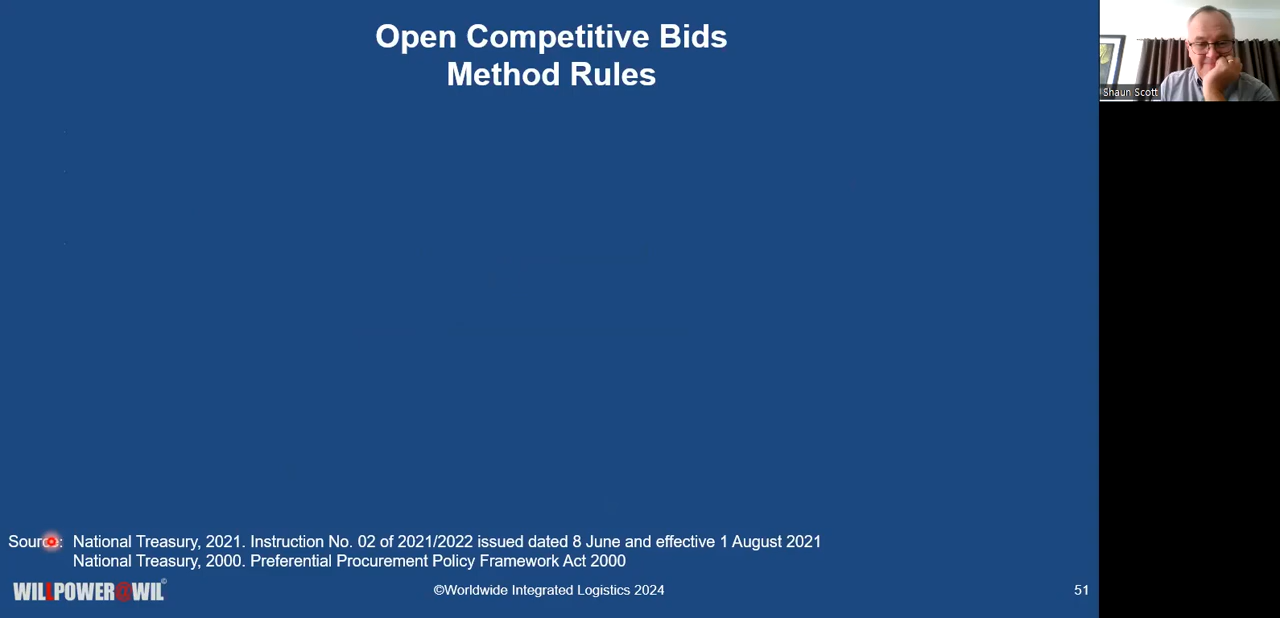 Open Competitive Bids
Method Rules
Shaun Scott
Source: National Treasury, 2021. Instruction No. 02 of 2021/2022 issued dated 8 June and effective 1 August 2021
National Treasury, 2000. Preferential Procurement Policy Framework Act 2000
WILLPOWER@WIL©
©Worldwide Integrated Logistics 2024
51